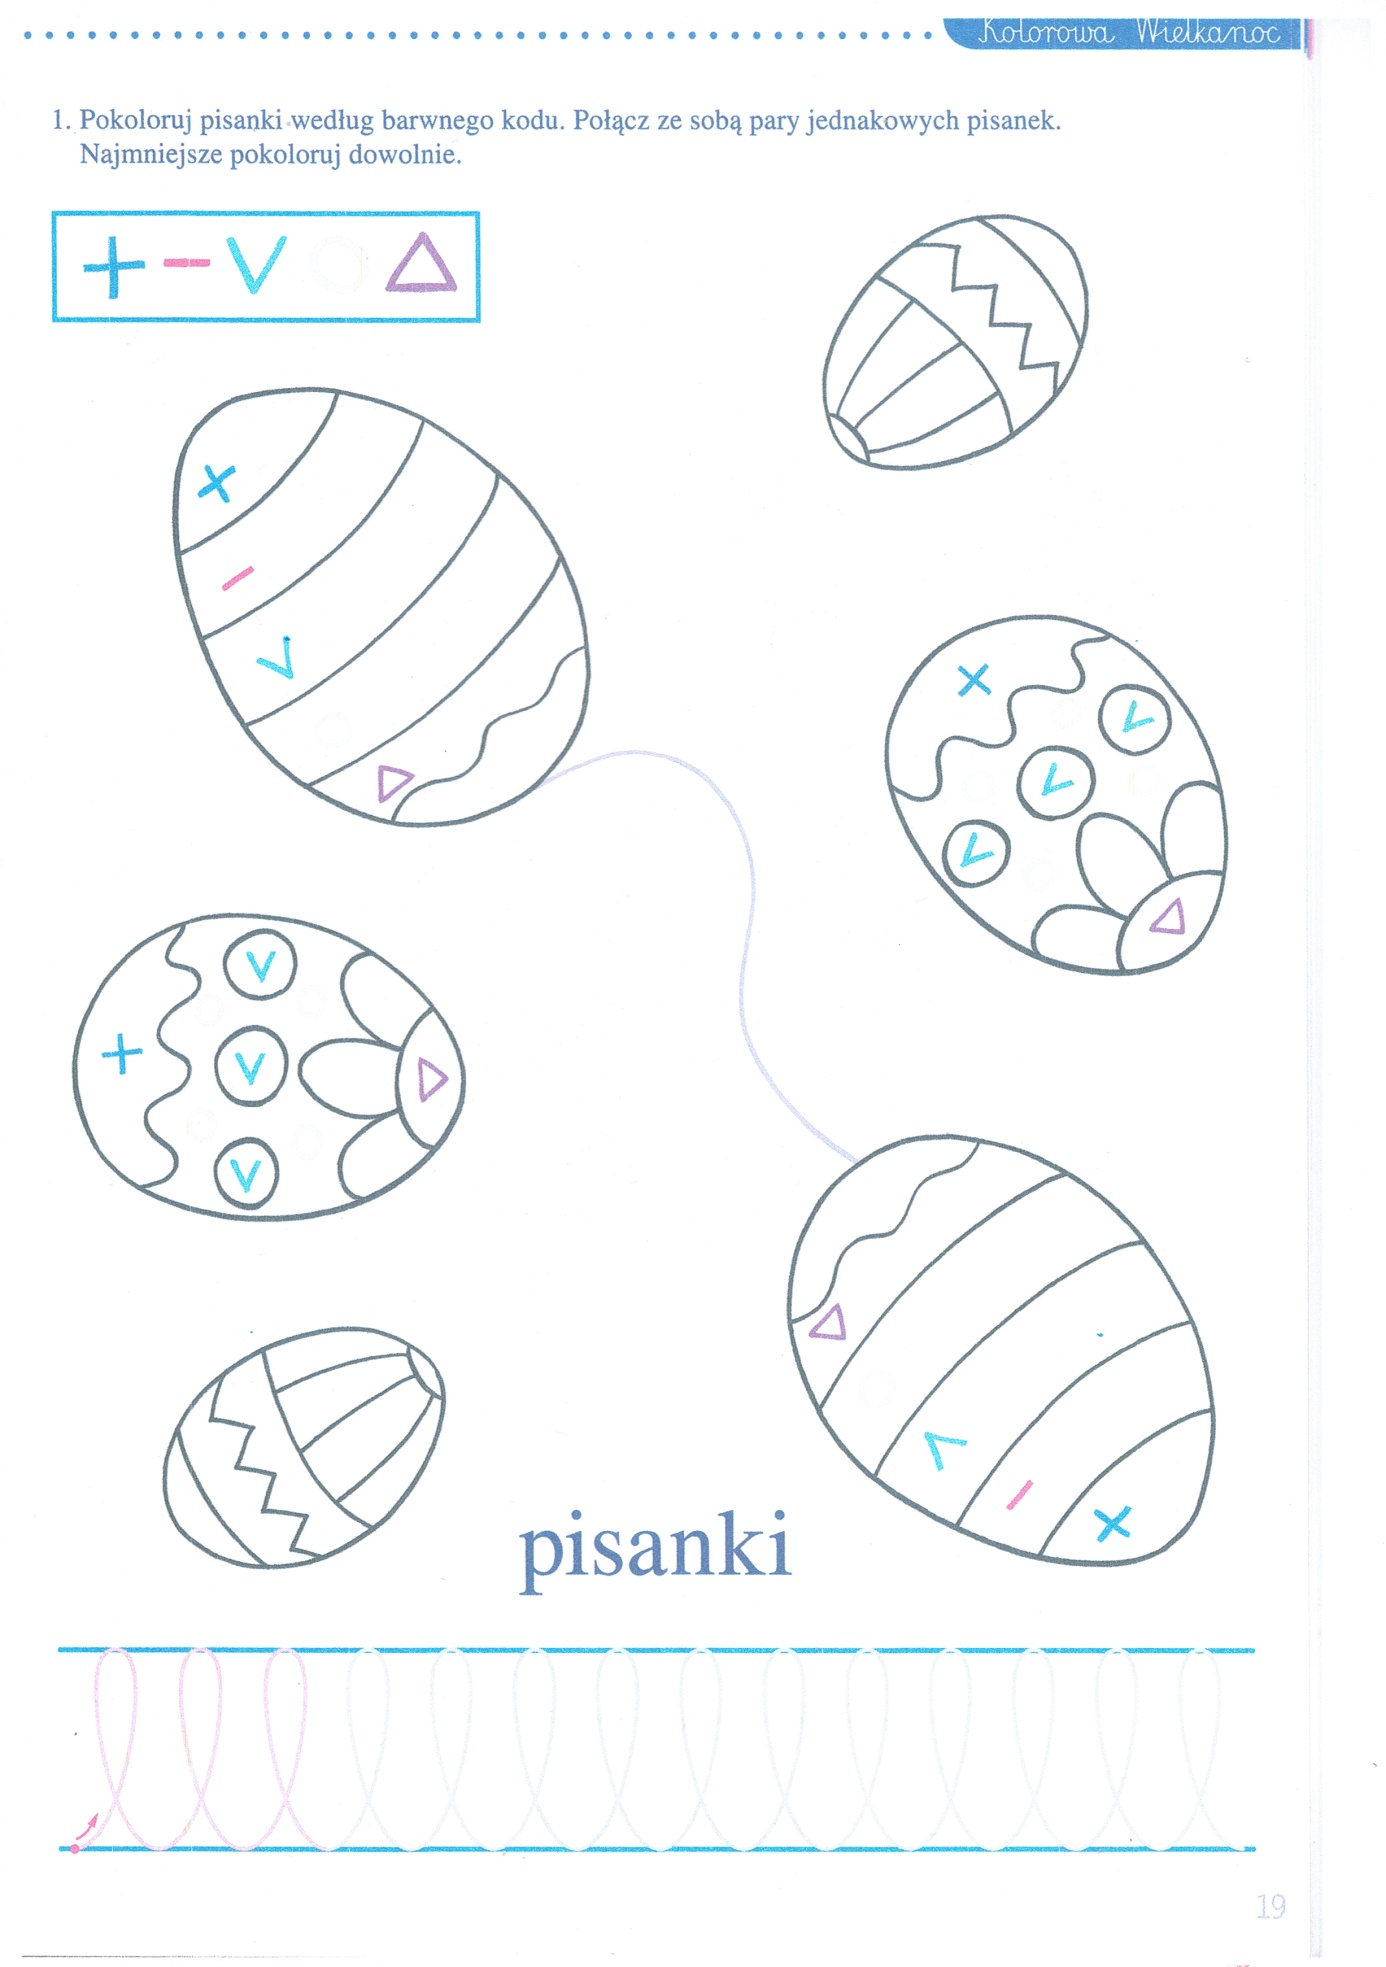 Kolorowa Wielkanoc
1. Pokoloruj pisanki według barwnego kodu. Połącz ze sobą pary jednakowych pisanek.
Najmniejsze pokoloruj dowolnie.
pisanki
19